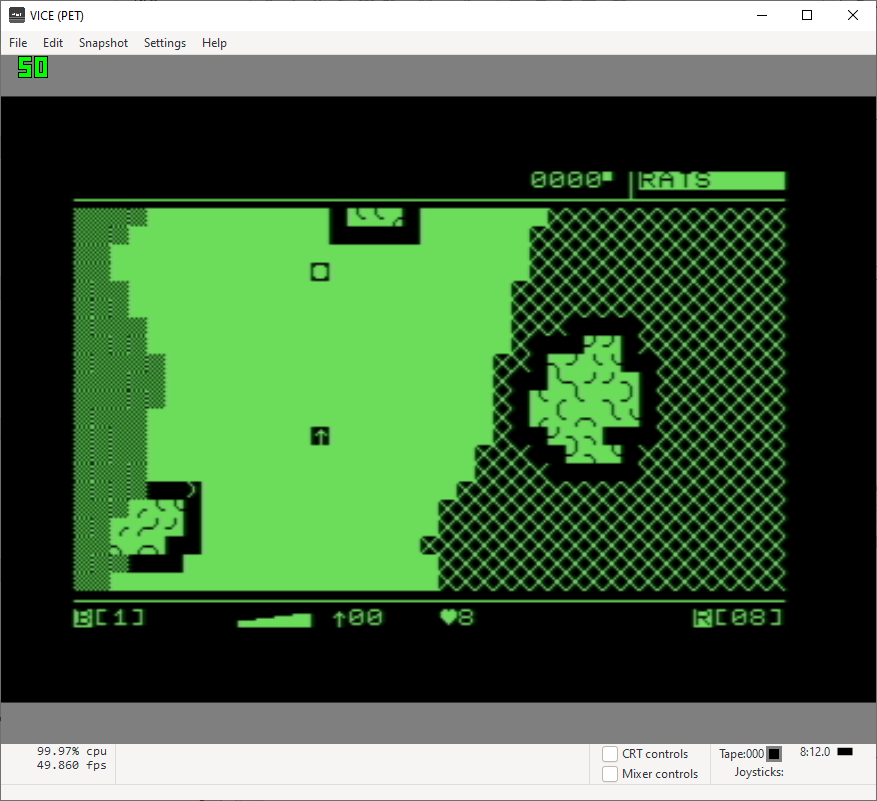 VICE (PET)
File Edit Snapshot Settings Help
50
0000 RATS
B[1] ↑00 ♥8 R[08]
99.97% cpu
49.860 fps
CRT controls
Mixer controls
Tape:000
Joysticks:
8:12.0